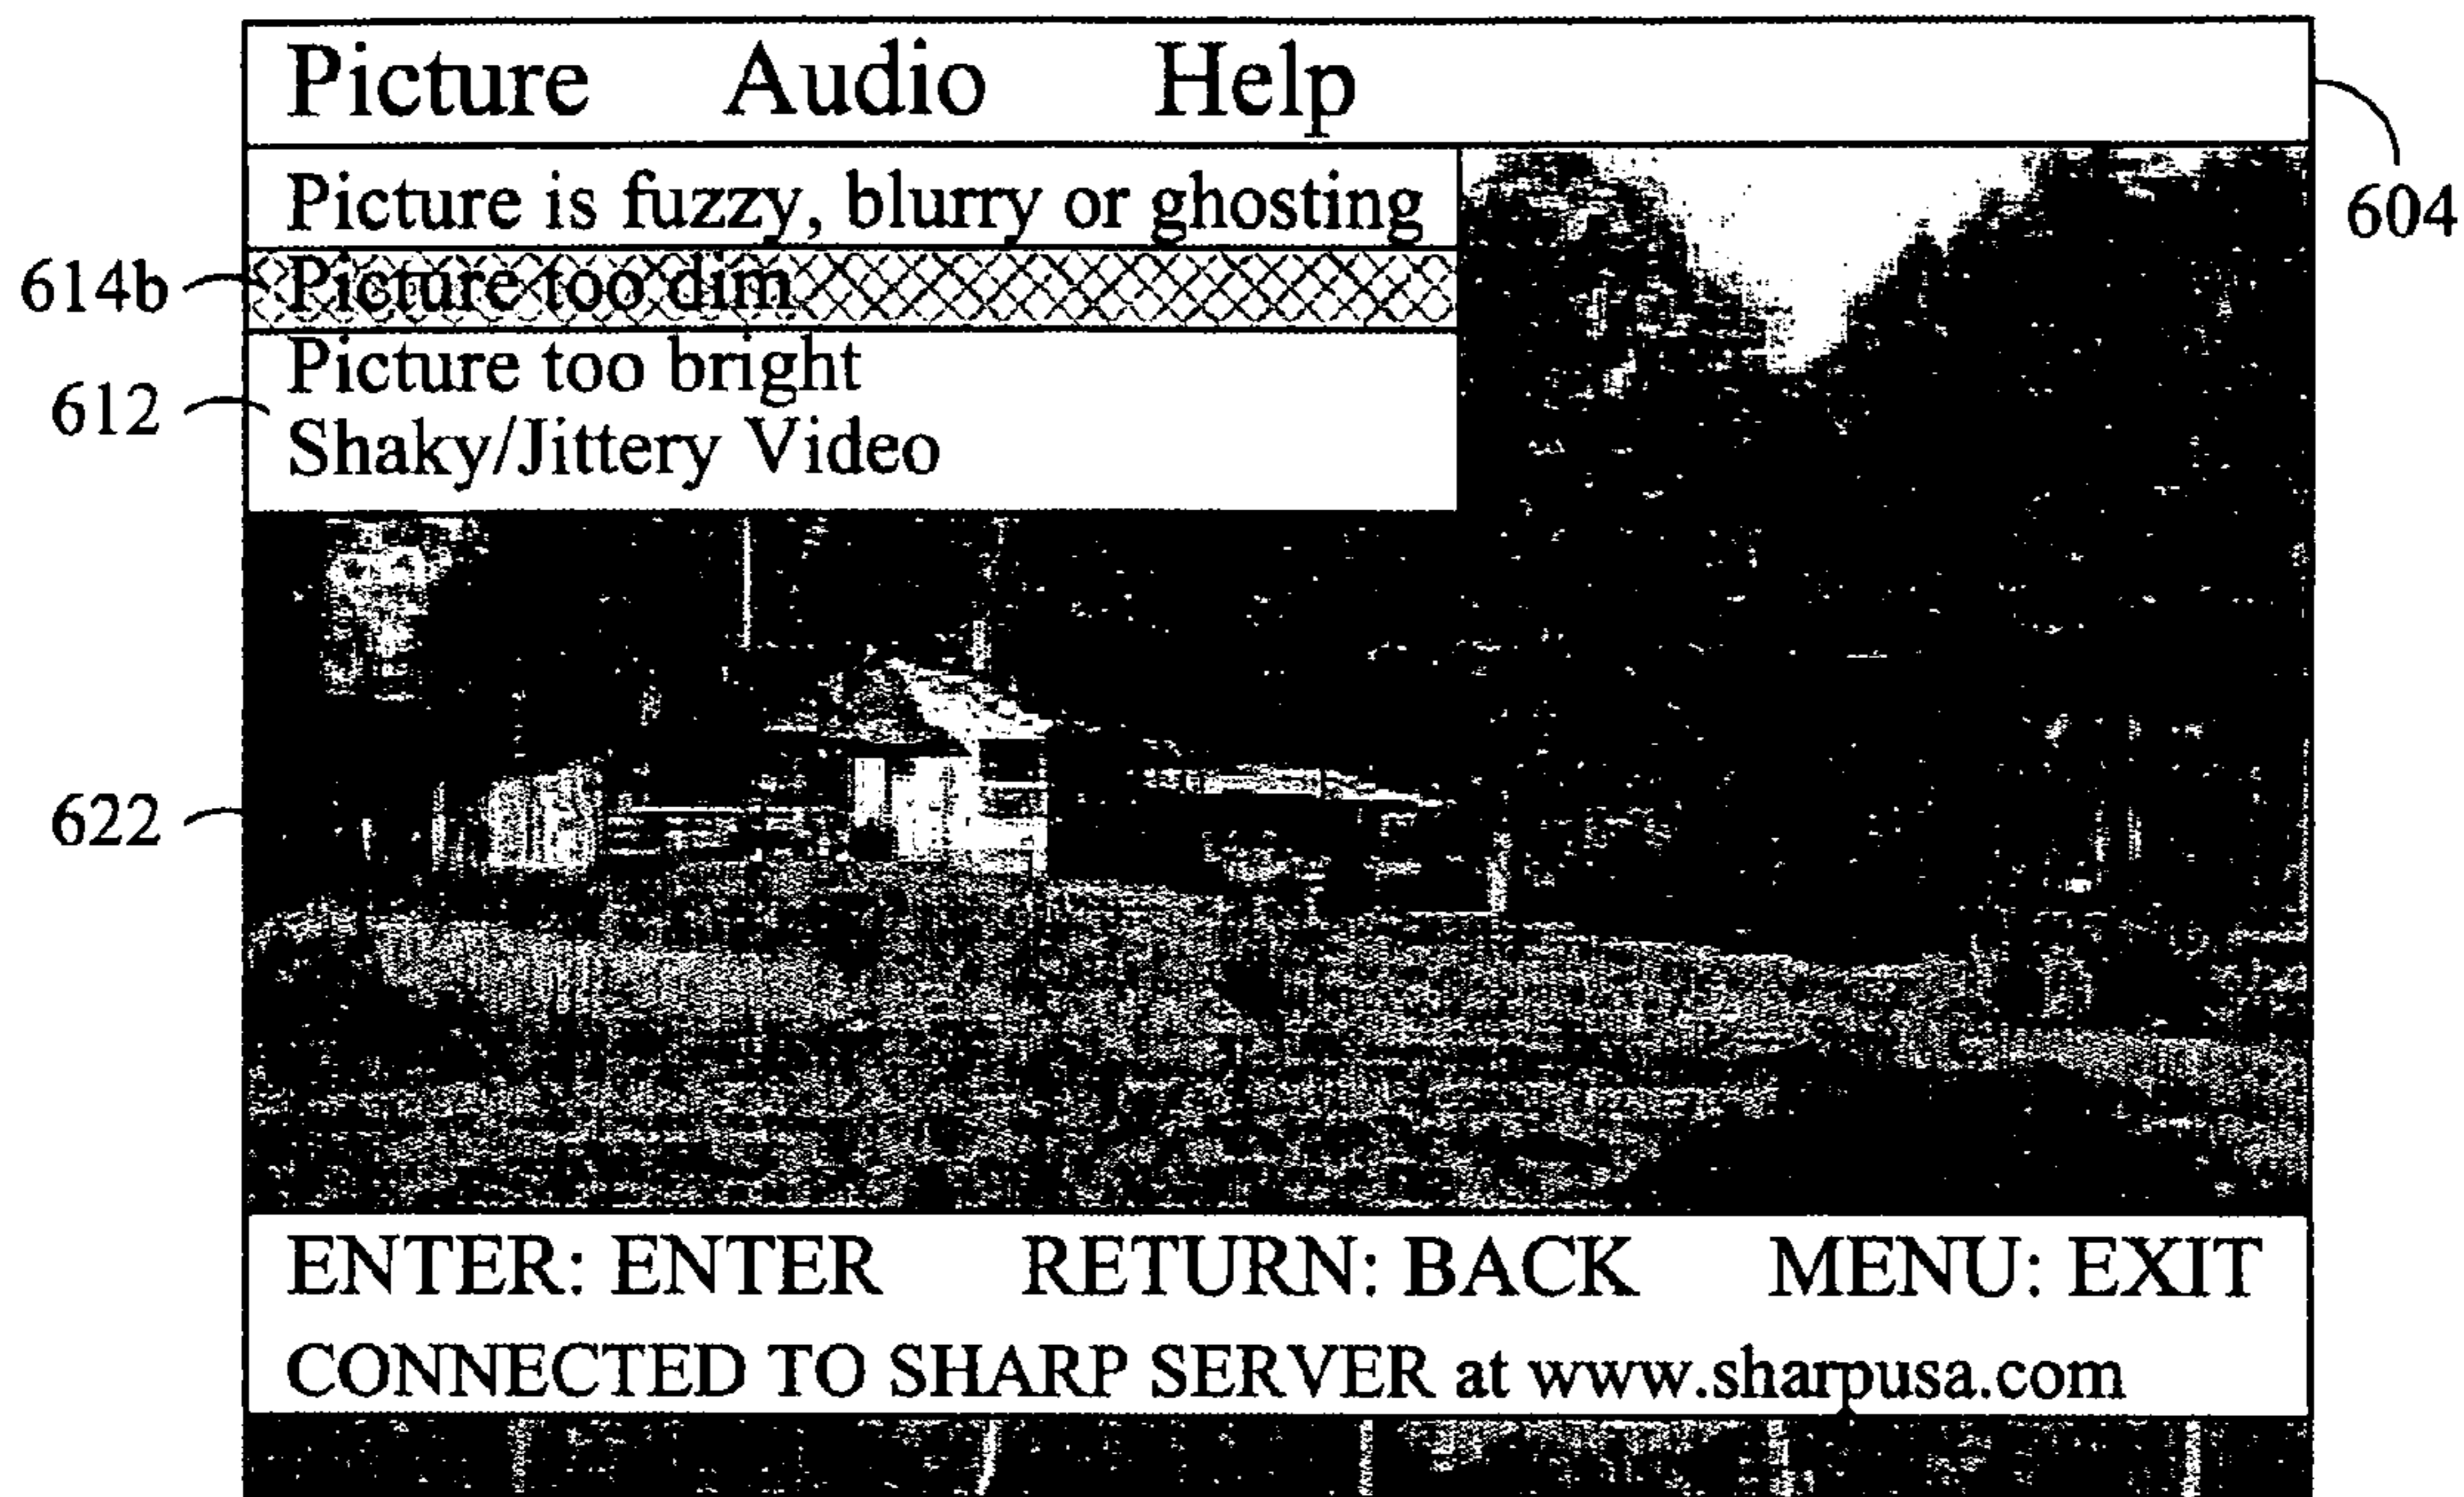 Picture Audio Help
604
Picture is fuzzy, blurry or ghosting
614b Picture too dim
Picture too bright
612
Shaky/Jittery Video
622
ENTER: ENTER RETURN: BACK MENU: EXIT
CONNECTED TO SHARP SERVER at www.sharpusa.com